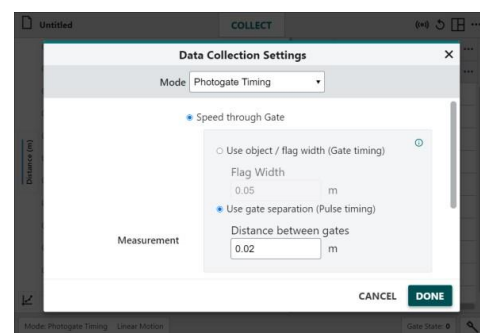 Untitled
COLLECT
Data Collection Settings
×
Mode Photogate Timing
Speed through Gate
Use object / flag width (Gate timing)
Flag Width
0.05 m
Use gate separation (Pulse timing)
Distance between gates
Measurement
0.02 m
CANCEL DONE
Distance (m)
Mode: Photogate Timing Linear Motion Gate State: 0